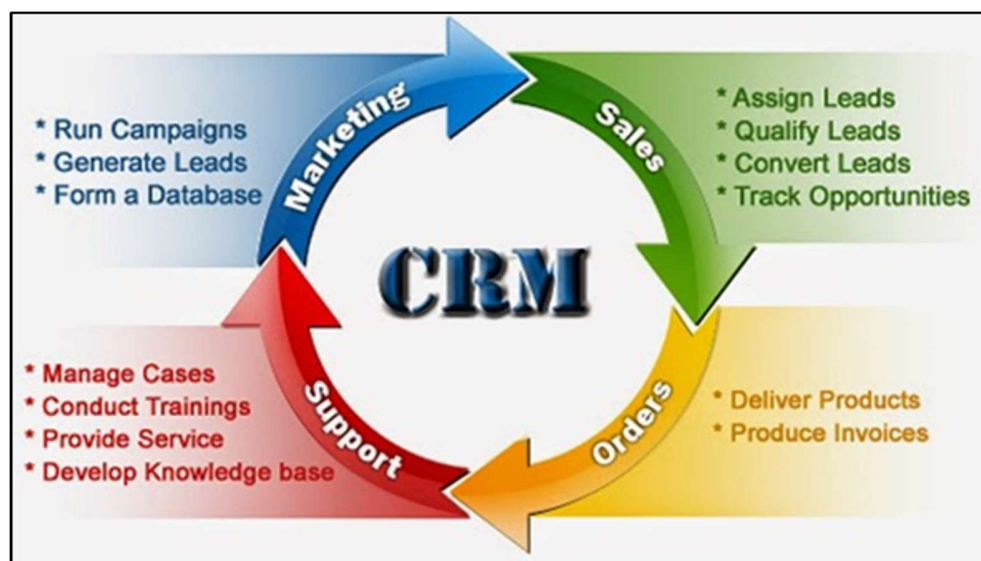 Marketing
* Run Campaigns
* Generate Leads
* Form a Database
Sales
* Assign Leads
* Qualify Leads
* Convert Leads
* Track Opportunities
CRM
Orders
* Deliver Products
* Produce Invoices
Support
* Manage Cases
* Conduct Trainings
* Provide Service
* Develop Knowledge base